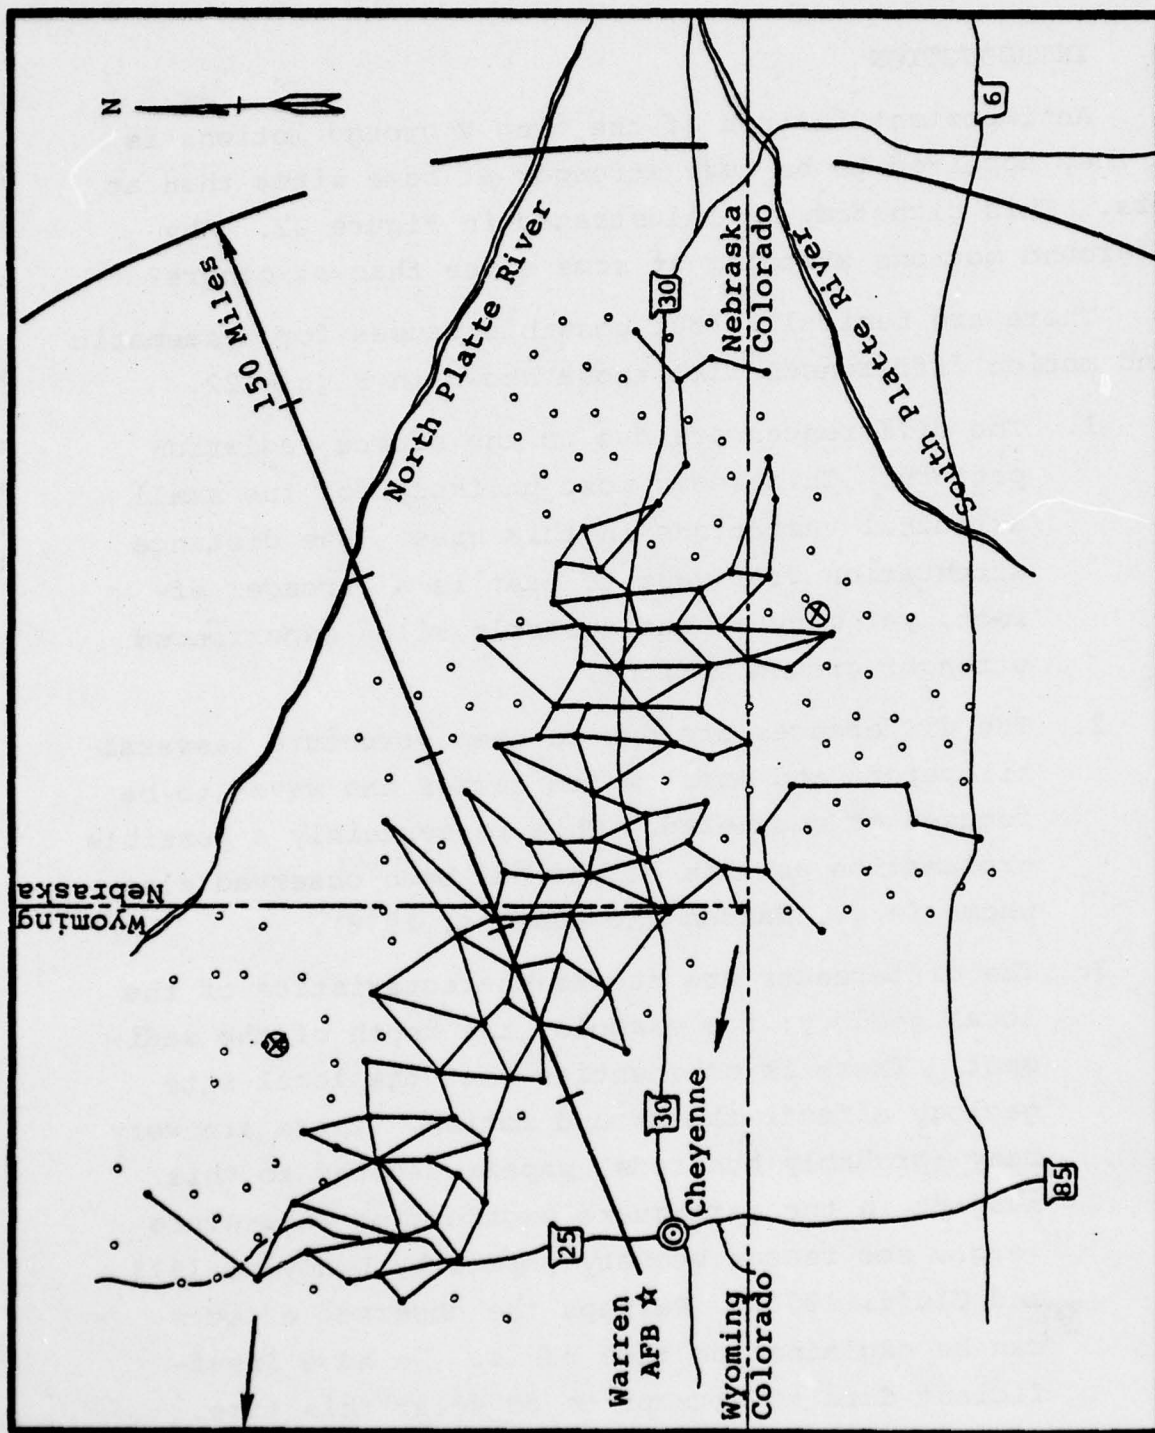 N
150 Miles
North Platte River
Wyoming
Nebraska
30
Nebraska
Colorado
South Platte River
6
30
Cheyenne
25
85
Warren
AFB
Wyoming
Colorado